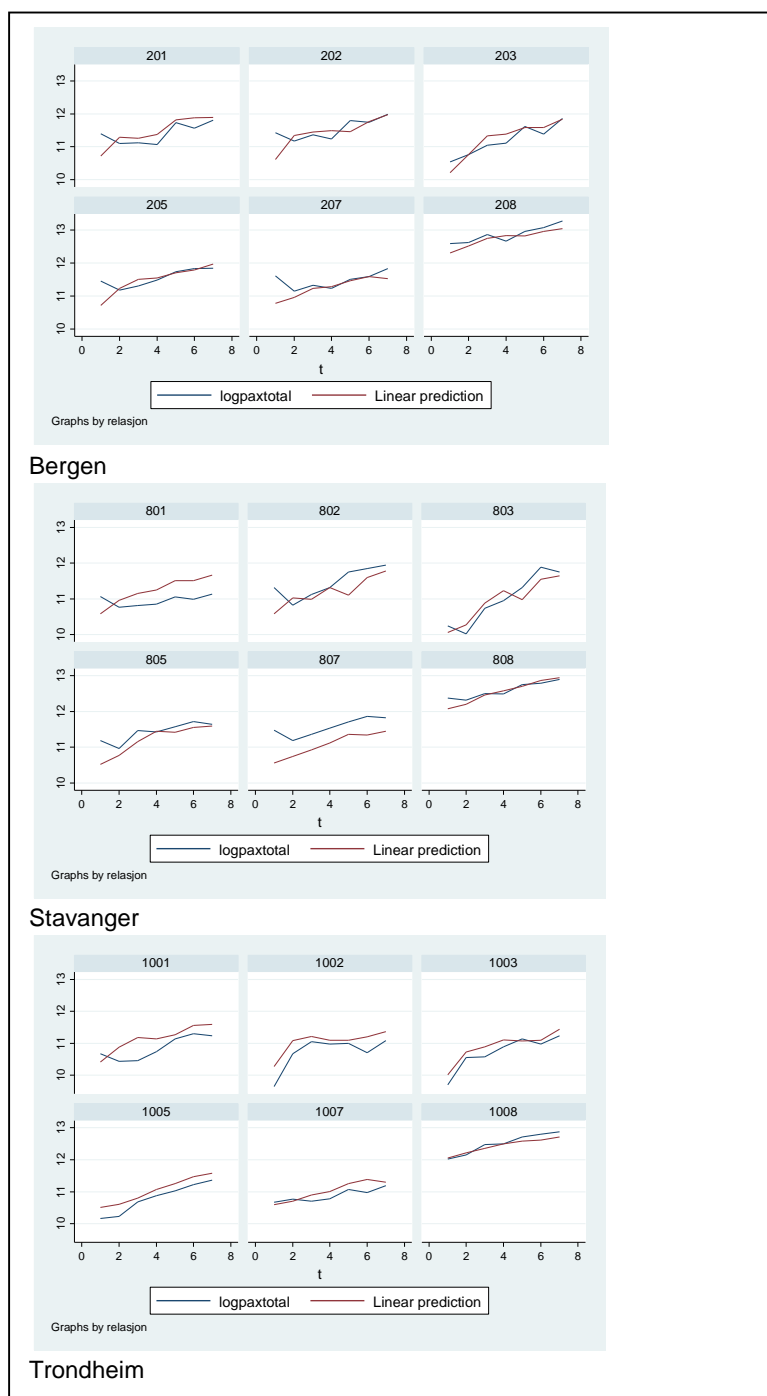 201 202 203
13
12
11
10
205 207 208
13
12
11
10
0 2 4 6 8 0 2 4 6 8 0 2 4 6 8
t
logpaxtotal Linear prediction
Graphs by relasjon
Bergen
801 802 803
13
12
11
10
805 807 808
13
12
11
10
0 2 4 6 8 0 2 4 6 8 0 2 4 6 8
t
logpaxtotal Linear prediction
Graphs by relasjon
Stavanger
1001 1002 1003
13
12
11
10
1005 1007 1008
13
12
11
10
0 2 4 6 8 0 2 4 6 8 0 2 4 6 8
t
logpaxtotal Linear prediction
Graphs by relasjon
Trondheim